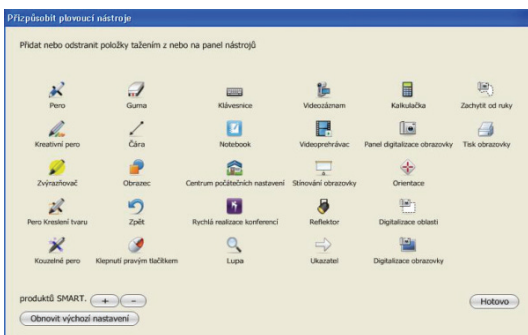 Přizpůsobit plovoucí nástroje
Přidat nebo odstranit položky tažením z nebo na panel nástrojů
Pero Guma Klávesnice Videozáznam Kalkulačka Zachytit od ruky
Kreativní pero Čára Notebook Videoprehrávac Panel digitalizace obrazovky Tisk obrazovky
Zvýrazňovač Obrazec Centrum počátečních nastavení Stínování obrazovky Orientace
Pero Kreslení tvaru Zpět Rychlá realizace konferencí Reflektor Digitalizace oblasti
Kouzelné pero Klepnutí pravým tlačítkem Lupa Ukazatel Digitalizace obrazovky
produktů SMART. + - Hotovo
Obnovit výchozí nastavení